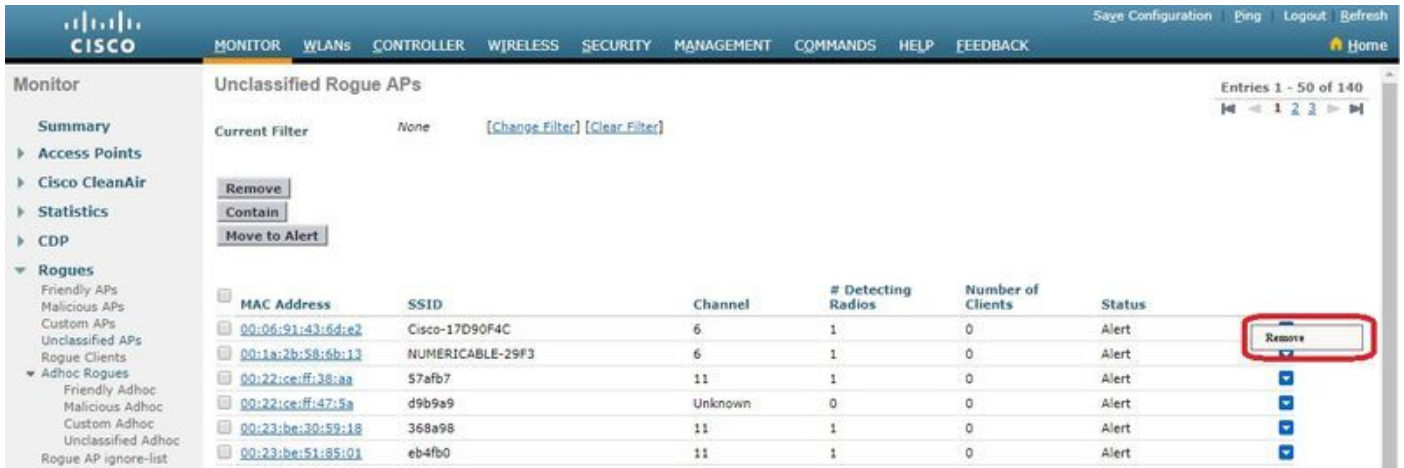 Save Configuration Ping Logout Refresh
CISCO
MONITOR WLANs CONTROLLER WIRELESS SECURITY MANAGEMENT COMMANDS HELP FEEDBACK
Home
Monitor
Summary
Access Points
Cisco CleanAir
Statistics
CDP
Rogues
Friendly APs
Malicious APs
Custom APs
Unclassified APs
Rogue Clients
Adhoc Rogues
Friendly Adhoc
Malicious Adhoc
Custom Adhoc
Unclassified Adhoc
Rogue AP ignore-list
Unclassified Rogue APs
Entries 1 - 50 of 140
1 2 3
Current Filter None [Change Filter] [Clear Filter]
Remove
Contain
Move to Alert
MAC Address SSID Channel # Detecting Radios Number of Clients Status
00:06:91:43:6d:e2 Cisco-17D90F4C 6 1 0 Alert
Remove
00:1a:2b:58:6b:13 NUMERICABLE-29F3 6 1 0 Alert
00:22:ce:ff:38:aa 57afb7 11 1 0 Alert
00:22:ce:ff:47:5a d9b9a9 Unknown 0 0 Alert
00:23:be:30:59:18 368a98 11 1 0 Alert
00:23:be:51:85:01 eb4fb0 11 1 0 Alert